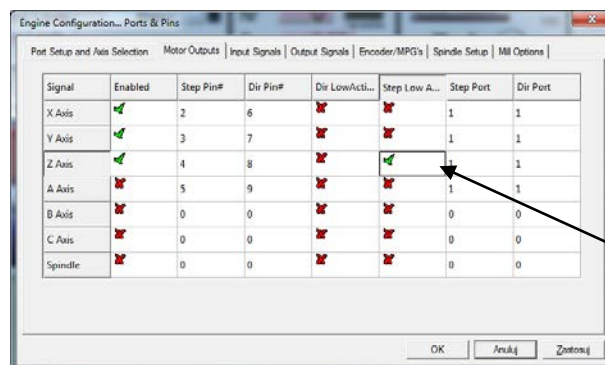 Engine Configuration... Ports & Pins
Port Setup and Axis Selection Motor Outputs Input Signals Output Signals Encoder/MPG's Spindle Setup Mill Options
Signal Enabled Step Pin# Dir Pin# Dir LowActi... Step Low A... Step Port Dir Port
X Axis 2 6 1 1
Y Axis 3 7 1 1
Z Axis 4 8 1 1
A Axis 5 9 1 1
B Axis 0 0 0 0
C Axis 0 0 0 0
Spindle 0 0 0 0
OK Anuluj Zastosuj